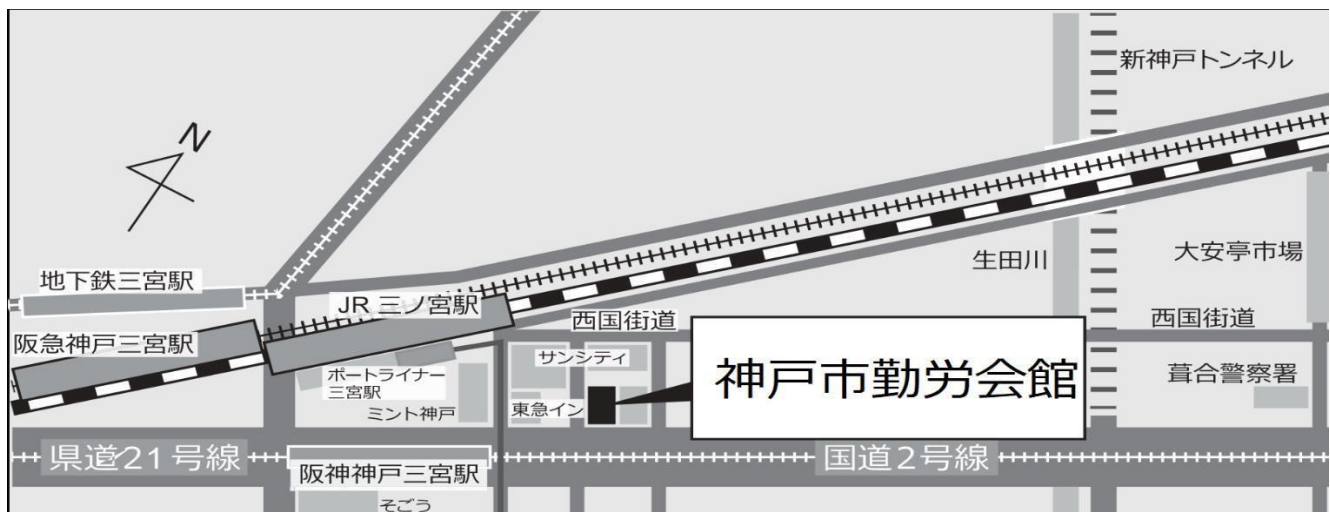 新神戸トンネル
N
生田川
大安亭市場
地下鉄三宮駅
JR 三ノ宮駅
阪急神戸三宮駅
西国街道
西国街道
サンシティ
神戸市勤労会館
ポートライナー
三宮駅
ミント神戸
東急イン
葺合警察署
県道21号線
阪神神戸三宮駅
国道2号線
そごう